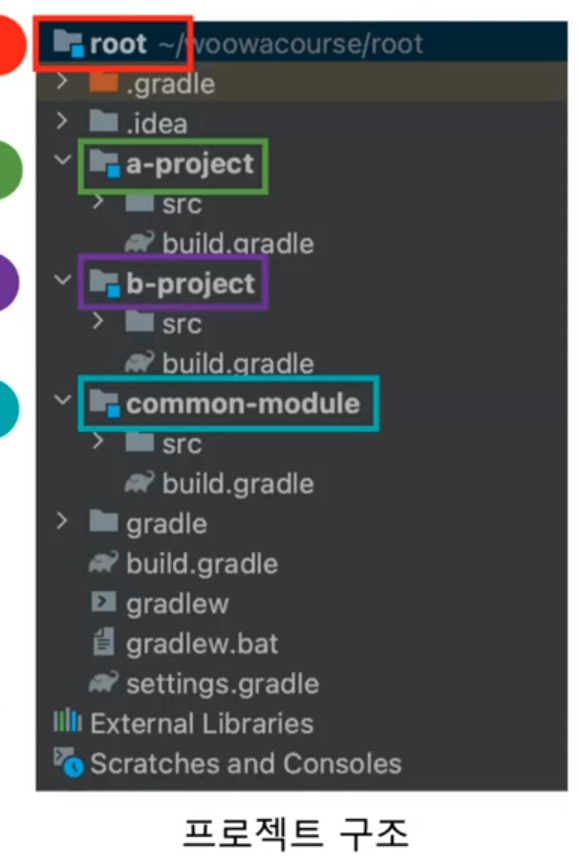 root ~/woowacourse/root
.gradle
.idea
a-project
src
build.gradle
b-project
src
build.gradle
common-module
src
build.gradle
gradle
build.gradle
gradlew
gradlew.bat
settings.gradle
External Libraries
Scratches and Consoles
프로젝트 구조